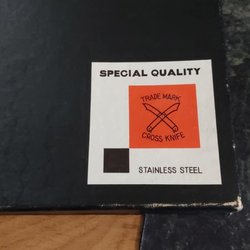 SPECIAL QUALITY
TRADE MARK
CROSS KNIFE
STAINLESS STEEL